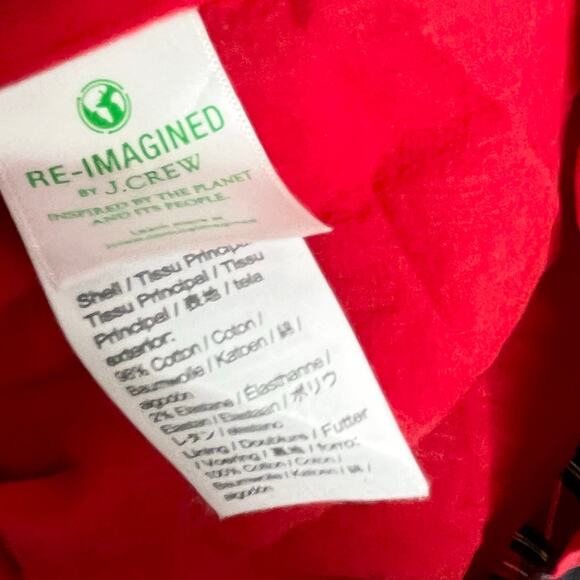 RE-IMAGINED
BY J.CREW
INSPIRED BY THE PLANET
AND ITS PEOPLE.
Shell / Tissu Principal
Tissu Principal / Tissu
Principal / 表地 / tela
exterior:
98% Cotton / Coton /
Baumwolle / Katoen / 綿 /
algodón
2% Elastane / Élasthanne /
Elastan / Elastaan / ポリウ
レタン / elastano
Lining / Doublure / Futter
/ Voering / 裏地 / forro:
100% Cotton / Coton /
Baumwolle / Katoen / 綿 /
algodón